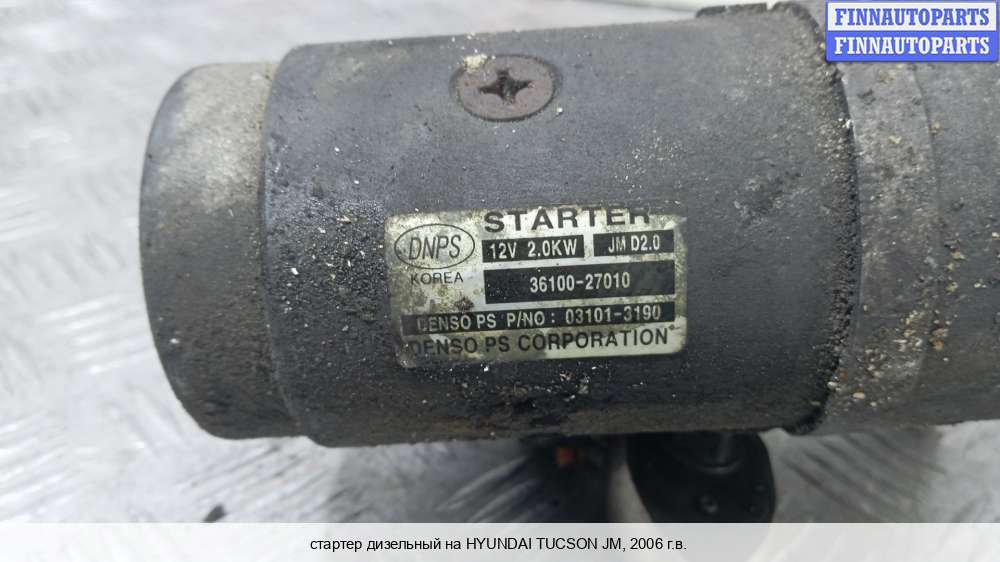 FINNAUTOPARTS
FINNAUTOPARTS
STARTER
DNPS
12V 2.0KW JM D2.0
KOREA
36100-27010
DENSO PS P/NO: 03101-3190
DENSO PS CORPORATION
стартер дизельный на HYUNDAI TUCSON JM, 2006 г.в.